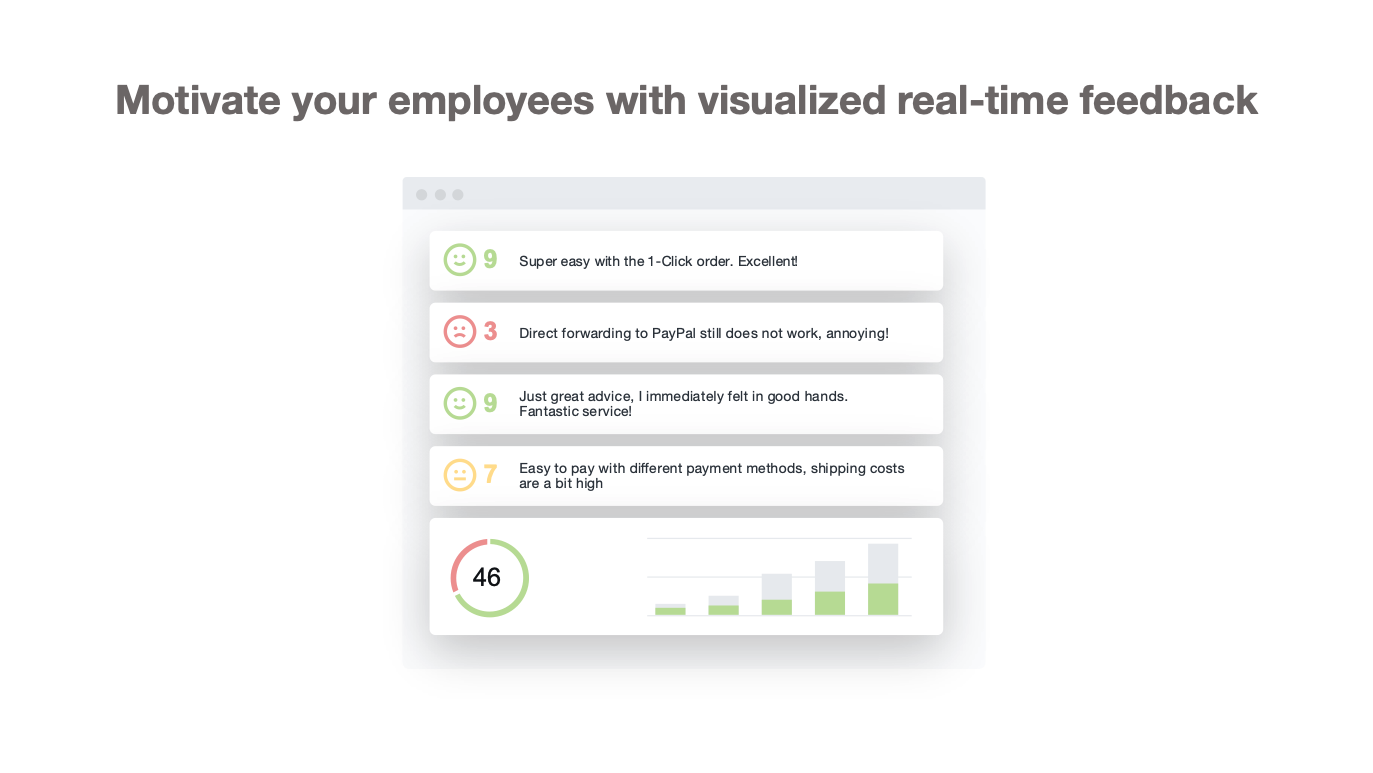 Motivate your employees with visualized real-time feedback
9 Super easy with the 1-Click order. Excellent!
3 Direct forwarding to PayPal still does not work, annoying!
9 Just great advice, I immediately felt in good hands.
Fantastic service!
7 Easy to pay with different payment methods, shipping costs
are a bit high
46